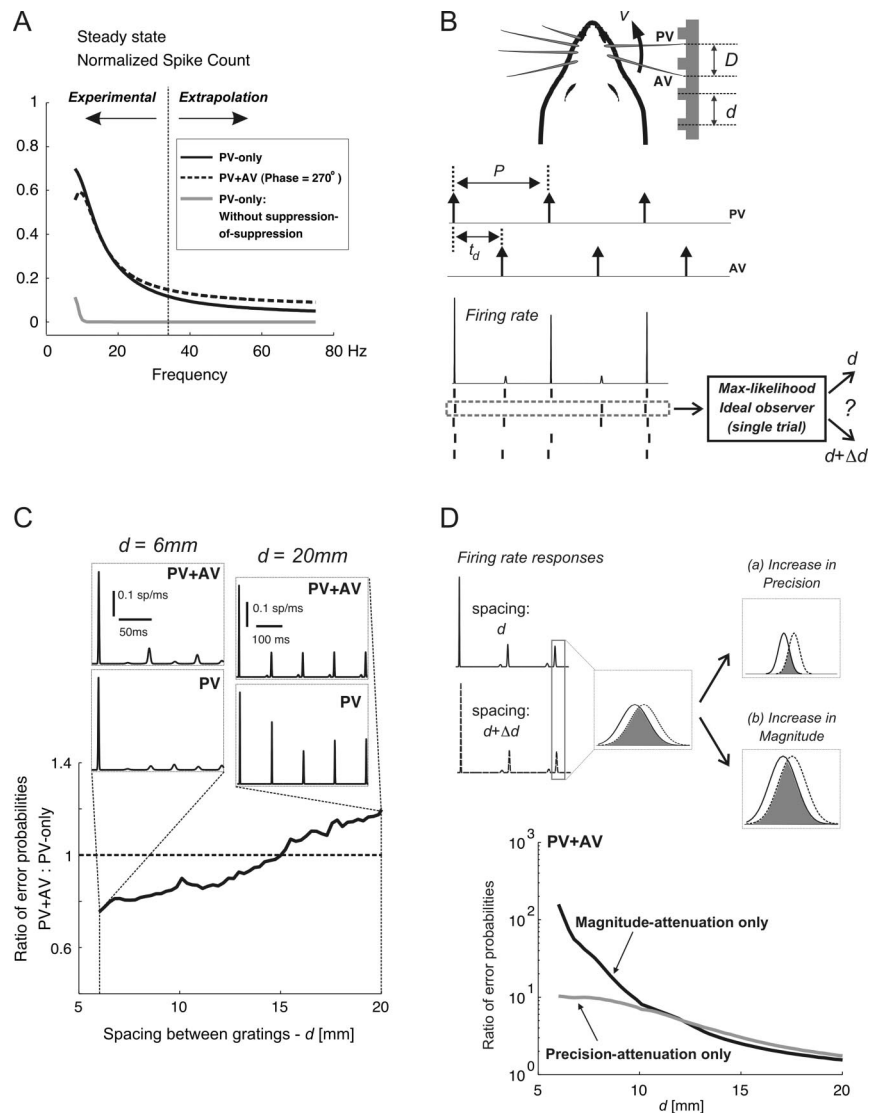 A
Steady state
Normalized Spike Count
1
0.8
0.6
0.4
0.2
0
Experimental
Extrapolation
PV-only
PV+AV (Phase = 270°)
PV-only:
Without suppression-
of-suppression
0
20
40
60
80 Hz
Frequency
B
v
PV
D
AV
d
P
PV
t_d
AV
Firing rate
Max-likelihood
Ideal observer
(single trial)
d
?
d+Δd
C
d = 6mm
d = 20mm
PV+AV
0.1 sp/ms
50ms
PV
PV+AV
0.1 sp/ms
100 ms
PV
Ratio of error probabilities
PV+AV : PV-only
1.4
1
0.6
5
10
15
20
Spacing between gratings - d [mm]
D
Firing rate responses
spacing:
d
spacing:
d+Δd
(a) Increase in
Precision
(b) Increase in
Magnitude
PV+AV
Ratio of error probabilities
10³
10²
10¹
10⁰
Magnitude-attenuation only
Precision-attenuation only
5
10
15
20
d [mm]